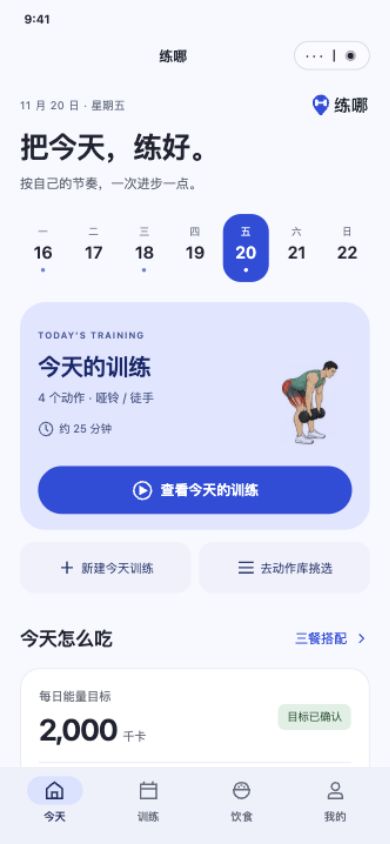 9:41
练哪
11 月 20 日 · 星期五
练哪
把今天，练好。
按自己的节奏，一次进步一点。
一 二 三 四 五 六 日
16 17 18 19 20 21 22
TODAY'S TRAINING
今天的训练
4 个动作 · 哑铃 / 徒手
约 25 分钟
查看今天的训练
新建今天训练 去动作库挑选
今天怎么吃 三餐搭配
每日能量目标
目标已确认
2,000 千卡
今天 训练 饮食 我的